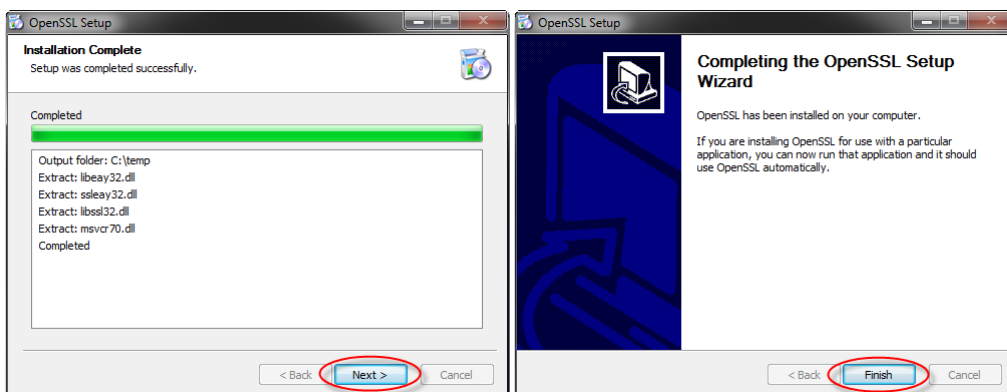 OpenSSL Setup
Installation Complete
Setup was completed successfully.
Completed
Output folder: C:\temp
Extract: libeay32.dll
Extract: ssleay32.dll
Extract: libssl32.dll
Extract: msvcr70.dll
Completed
< Back
Next >
Cancel
OpenSSL Setup
Completing the OpenSSL Setup
Wizard
OpenSSL has been installed on your computer.
If you are installing OpenSSL for use with a particular
application, you can now run that application and it should
use OpenSSL automatically.
< Back
Finish
Cancel